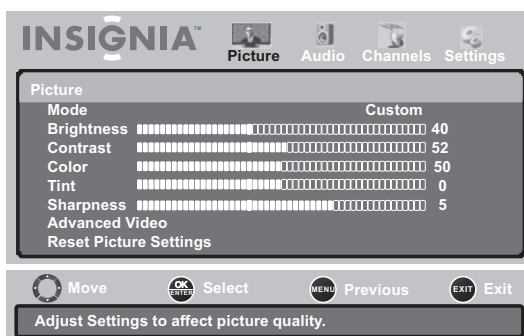 INSIGNIA™
Picture Audio Channels Settings
Picture
Mode Custom
Brightness 40
Contrast 52
Color 50
Tint 0
Sharpness 5
Advanced Video
Reset Picture Settings
Move OK ENTER Select MENU Previous EXIT Exit
Adjust Settings to affect picture quality.